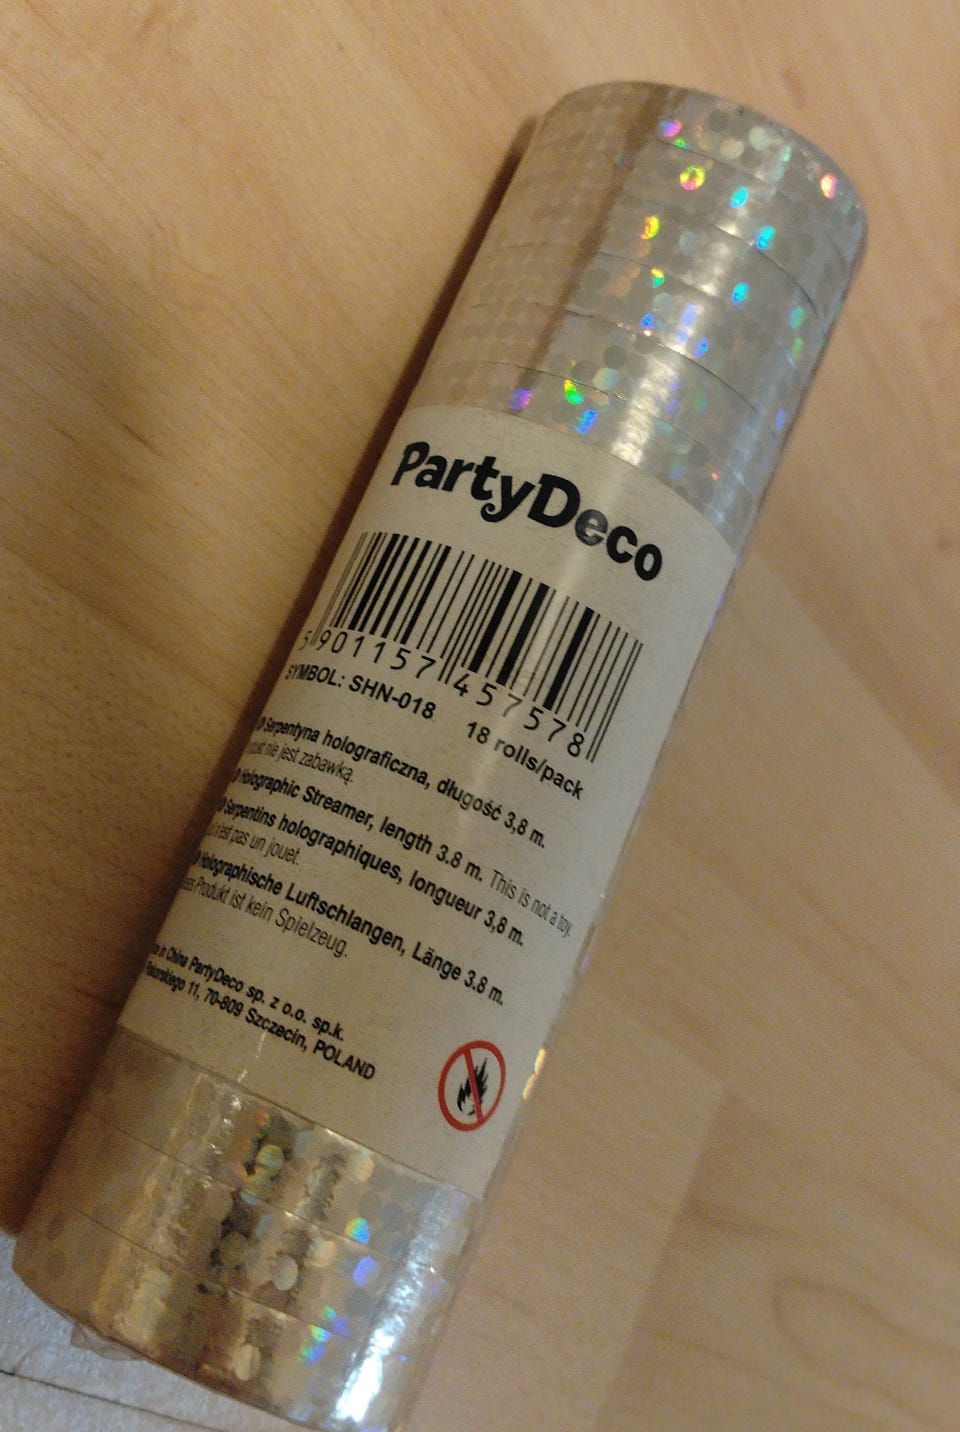 PartyDeco
5 901157 457578
SYMBOL: SHN-018 18 rolls/pack
Serpentyna holograficzna, długość 3,8 m.
nie jest zabawką.
Holographic Streamer, length 3.8 m. This is not a toy.
Serpentins holographiques, longueur 3,8 m.
n'est pas un jouet.
Holographische Luftschlangen, Länge 3.8 m.
Produkt ist kein Spielzeug.
in China PartyDeco sp. z o.o. sp.k.
11, 70-809 Szczecin, POLAND